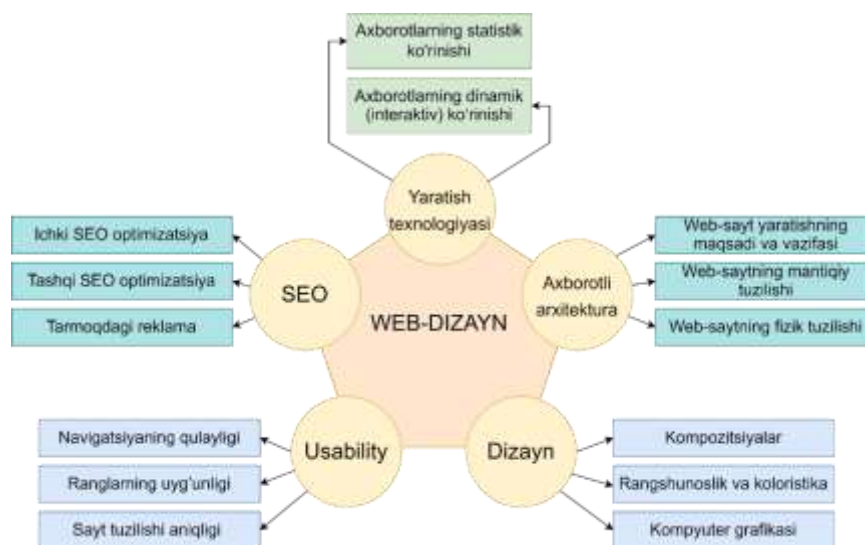 Axborotlarning statistik
ko'rinishi
Axborotlarning dinamik
(interaktiv) ko'rinishi
Yaratish
texnologiyasi
Ichki SEO optimizatsiya
Tashqi SEO optimizatsiya
Tarmoqdagi reklama
SEO
WEB-DIZAYN
Axborotli
arxitektura
Web-sayt yaratishning
maqsadi va vazifasi
Web-saytning mantiqiy
tuzilishi
Web-saytning fizik tuzilishi
Navigatsiyaning qulayligi
Ranglarning uyg'unligi
Sayt tuzilishi aniqligi
Usability
Dizayn
Kompozitsiyalar
Rangshunoslik va koloristika
Kompyuter grafikasi